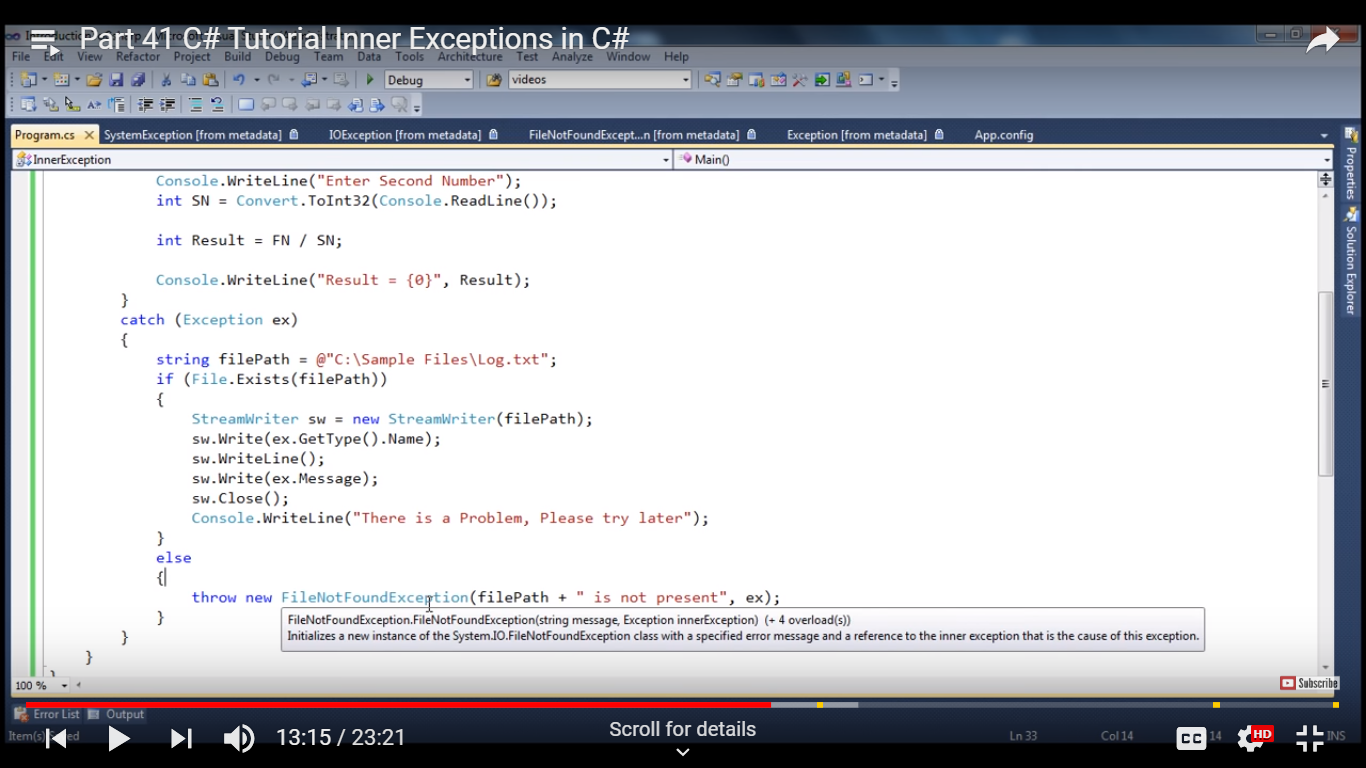 Part 41 C# Tutorial Inner Exceptions in C#
File Edit View Refactor Project Build Debug Team Data Tools Architecture Test Analyze Window Help
Debug videos
Program.cs SystemException [from metadata] IOException [from metadata] FileNotFoundExcept...n [from metadata] Exception [from metadata] App.config
InnerException Main()
Properties
Solution Explorer
Console.WriteLine("Enter Second Number");
int SN = Convert.ToInt32(Console.ReadLine());
int Result = FN / SN;
Console.WriteLine("Result = {0}", Result);
}
catch (Exception ex)
{
string filePath = @"C:\Sample Files\Log.txt";
if (File.Exists(filePath))
{
StreamWriter sw = new StreamWriter(filePath);
sw.Write(ex.GetType().Name);
sw.WriteLine();
sw.Write(ex.Message);
sw.Close();
Console.WriteLine("There is a Problem, Please try later");
}
else
{
throw new FileNotFoundException(filePath + " is not present", ex);
}
FileNotFoundException.FileNotFoundException(string message, Exception innerException) (+ 4 overload(s))
Initializes a new instance of the System.IO.FileNotFoundException class with a specified error message and a reference to the inner exception that is the cause of this exception.
}
}
100 %
Subscribe
Error List Output
Scroll for details
13:15 / 23:21
Ln 33 Col 14 14 INS
CC HD